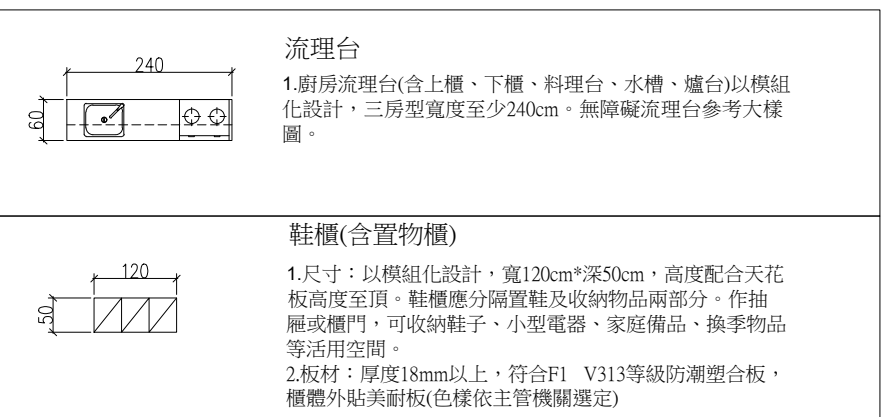 流理台
240
60
1.廚房流理台(含上櫃、下櫃、料理台、水槽、爐台)以模組
化設計，三房型寬度至少240cm。無障礙流理台參考大樣
圖。
鞋櫃(含置物櫃)
120
50
1.尺寸：以模組化設計，寬120cm*深50cm，高度配合天花
板高度至頂。鞋櫃應分隔置鞋及收納物品兩部分。作抽
屜或櫃門，可收納鞋子、小型電器、家庭備品、換季物品
等活用空間。
2.板材：厚度18mm以上，符合F1 V313等級防潮塑合板，
櫃體外貼美耐板(色樣依主管機關選定)